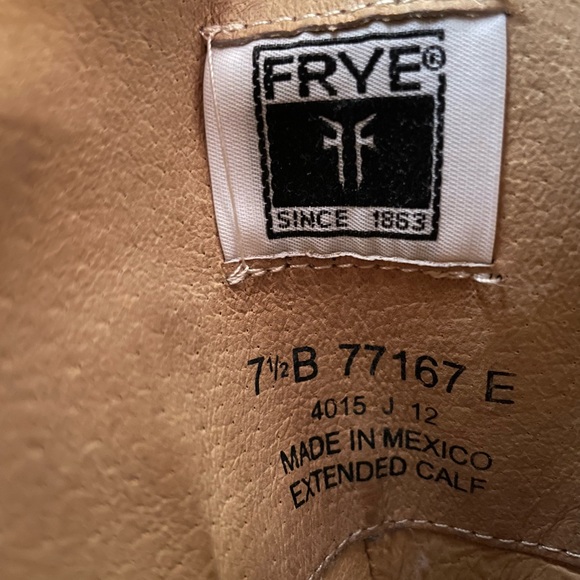 FRYE®
SINCE 1863
7½B 77167 E
4015 J 12
MADE IN MEXICO
EXTENDED CALF